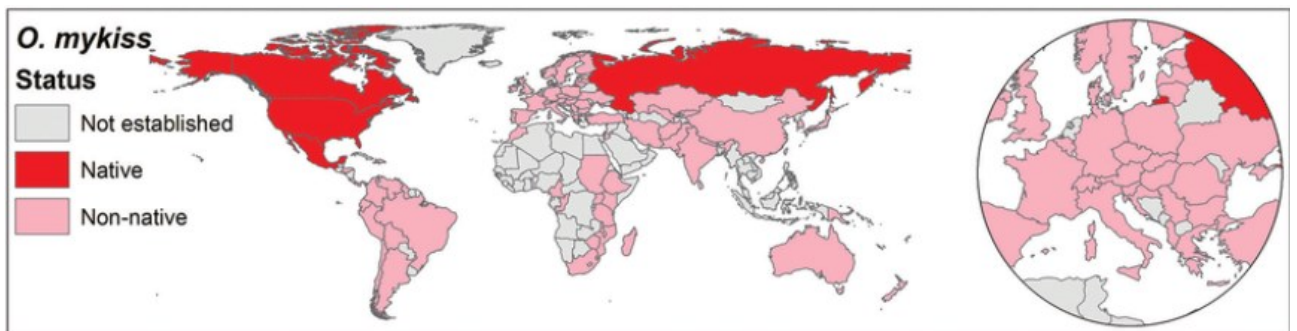 O. mykiss
Status
Not established
Native
Non-native